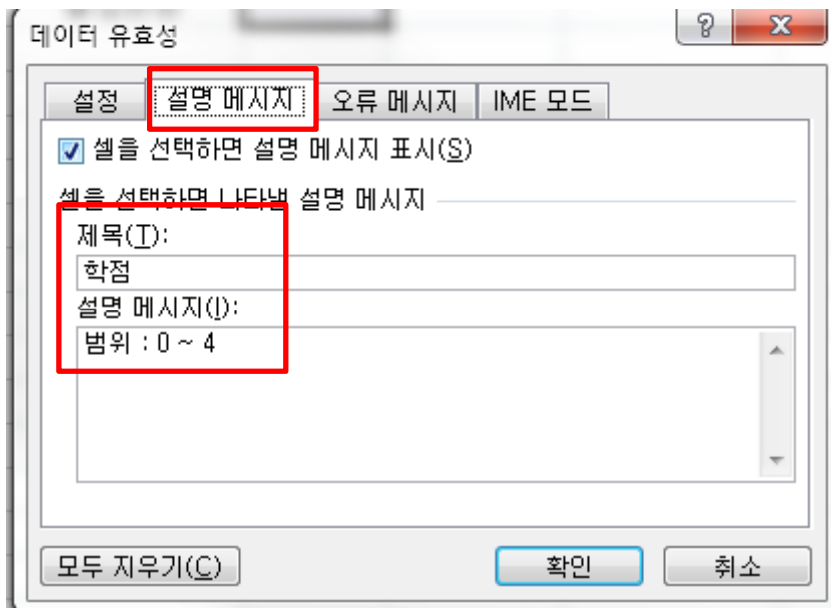 데이터 유효성
설정 설명 메시지 오류 메시지 IME 모드
셀을 선택하면 설명 메시지 표시(S)
셀을 선택하면 나타낼 설명 메시지
제목(T):
학점
설명 메시지(I):
범위 : 0 ~ 4
모두 지우기(C) 확인 취소